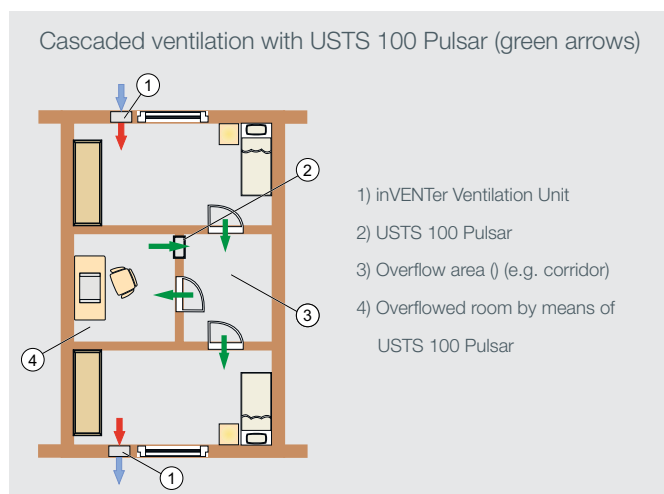 Cascaded ventilation with USTS 100 Pulsar (green arrows)
1
2
1) inVENTer Ventilation Unit
2) USTS 100 Pulsar
3) Overflow area () (e.g. corridor)
4) Overflowed room by means of
USTS 100 Pulsar
3
4
1